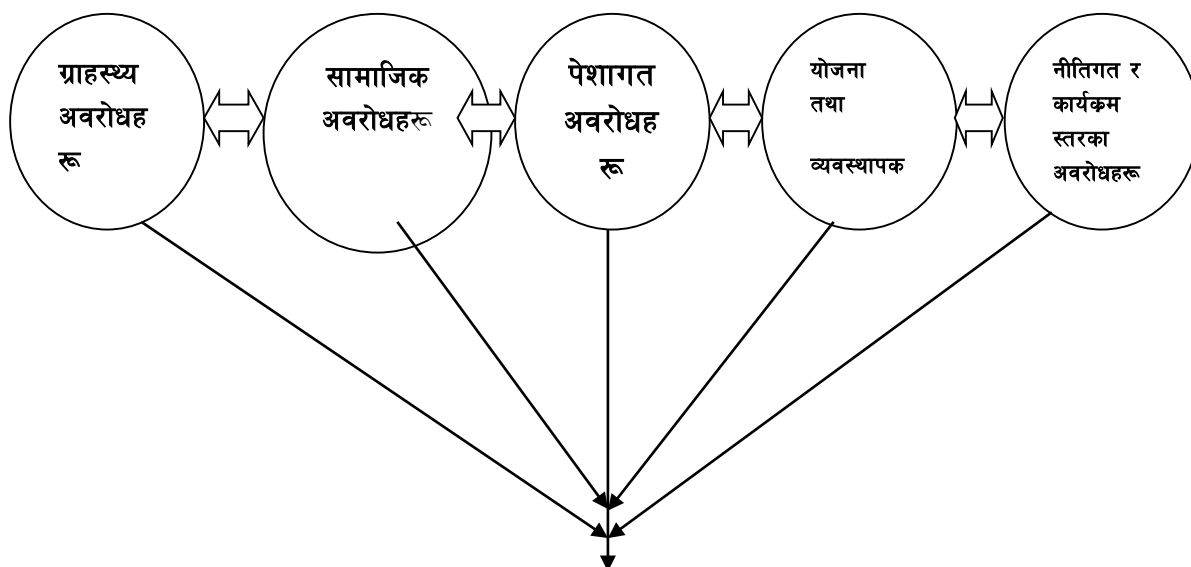 ग्राहस्थ्य
अवरोधह
रू
सामाजिक
अवरोधहरू
पेशागत
अवरोधह
रू
योजना
तथा
व्यवस्थापक
नीतिगत र
कार्यक्रम
स्तरका
अवरोधहरू